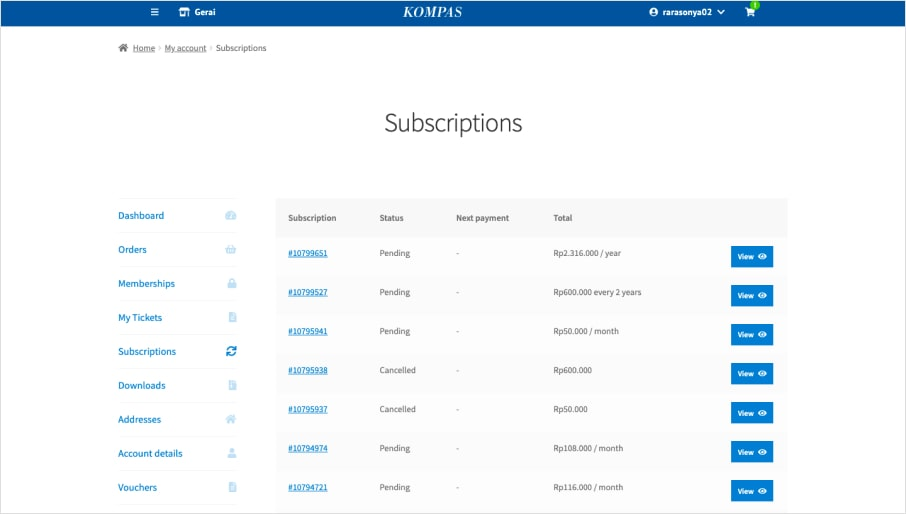 Gerai KOMPAS rarasonya02 1
Home › My account › Subscriptions
Subscriptions
Dashboard
Orders
Memberships
My Tickets
Subscriptions
Downloads
Addresses
Account details
Vouchers
Subscription Status Next payment Total
#10799651 Pending - Rp2.316.000 / year View
#10799527 Pending - Rp600.000 every 2 years View
#10795941 Pending - Rp50.000 / month View
#10795938 Cancelled - Rp600.000 View
#10795937 Cancelled - Rp50.000 View
#10794974 Pending - Rp108.000 / month View
#10794721 Pending - Rp116.000 / month View